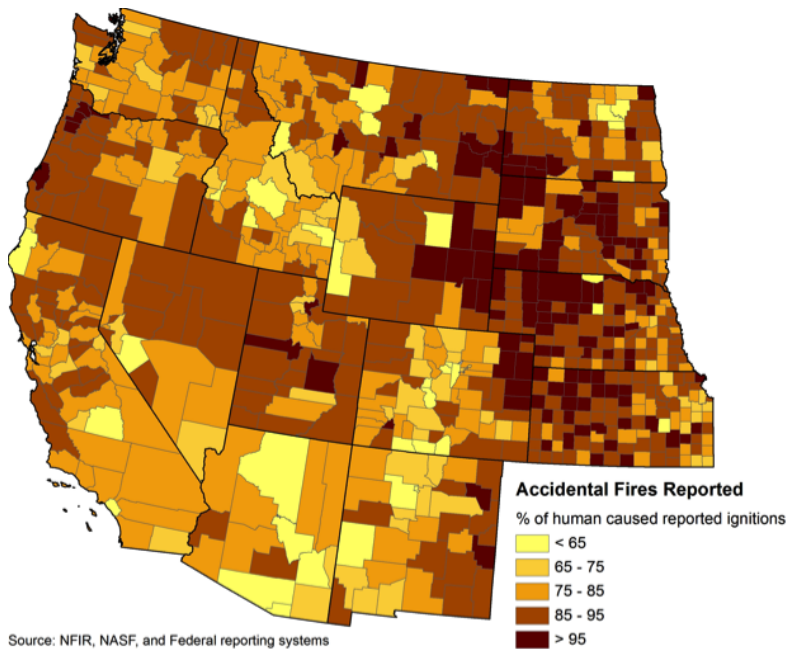 Accidental Fires Reported
% of human caused reported ignitions
< 65
65 - 75
75 - 85
85 - 95
> 95
Source: NFIR, NASF, and Federal reporting systems